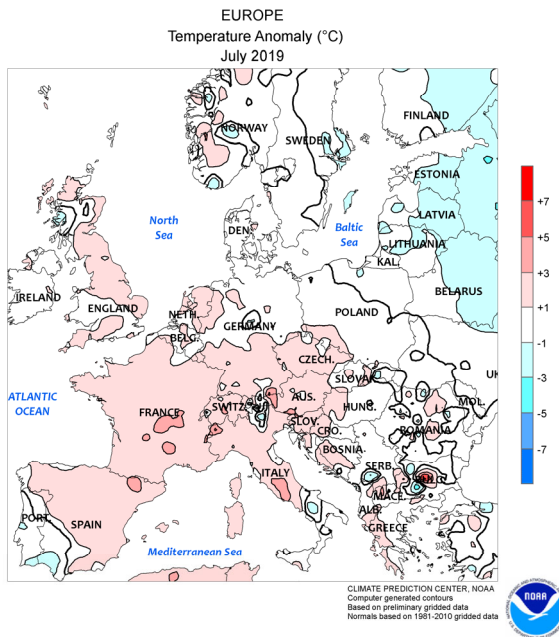 EUROPE
Temperature Anomaly (°C)
July 2019
FINLAND
NORWAY
SWEDEN
ESTONIA
North
Sea
LATVIA
Baltic
Sea
DEN.
LITHUANIA
KAL.
IRELAND
BELARUS
ENGLAND
NETH.
POLAND
GERMANY
BELG.
CZECH.
UK
SLOVAK.
ATLANTIC
OCEAN
AUS.
FRANCE
SWITZ.
HUNG.
MOL.
SLOV.
CRO.
ROMANIA
BOSNIA
SERB.
ITALY
MACE.
PORT.
SPAIN
ALB.
GREECE
Mediterranean Sea
+7
+5
+3
+1
-1
-3
-5
-7
CLIMATE PREDICTION CENTER, NOAA
Computer generated contours
Based on preliminary gridded data
Normals based on 1981-2010 gridded data
NOAA